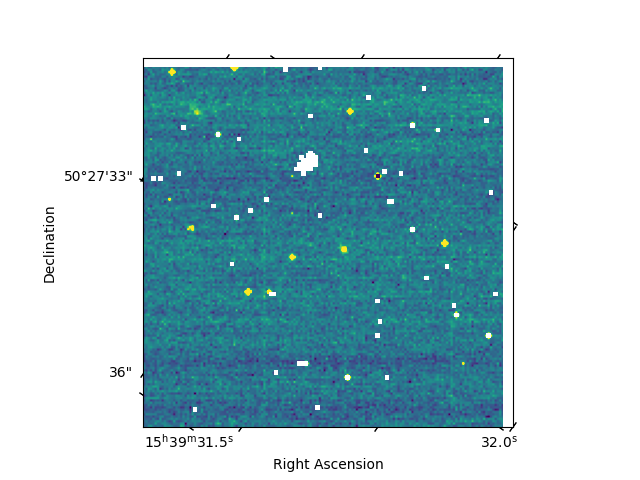 50°27'33"
Declination
36"
15ʰ39ᵐ31.5ˢ
32.0ˢ
Right Ascension